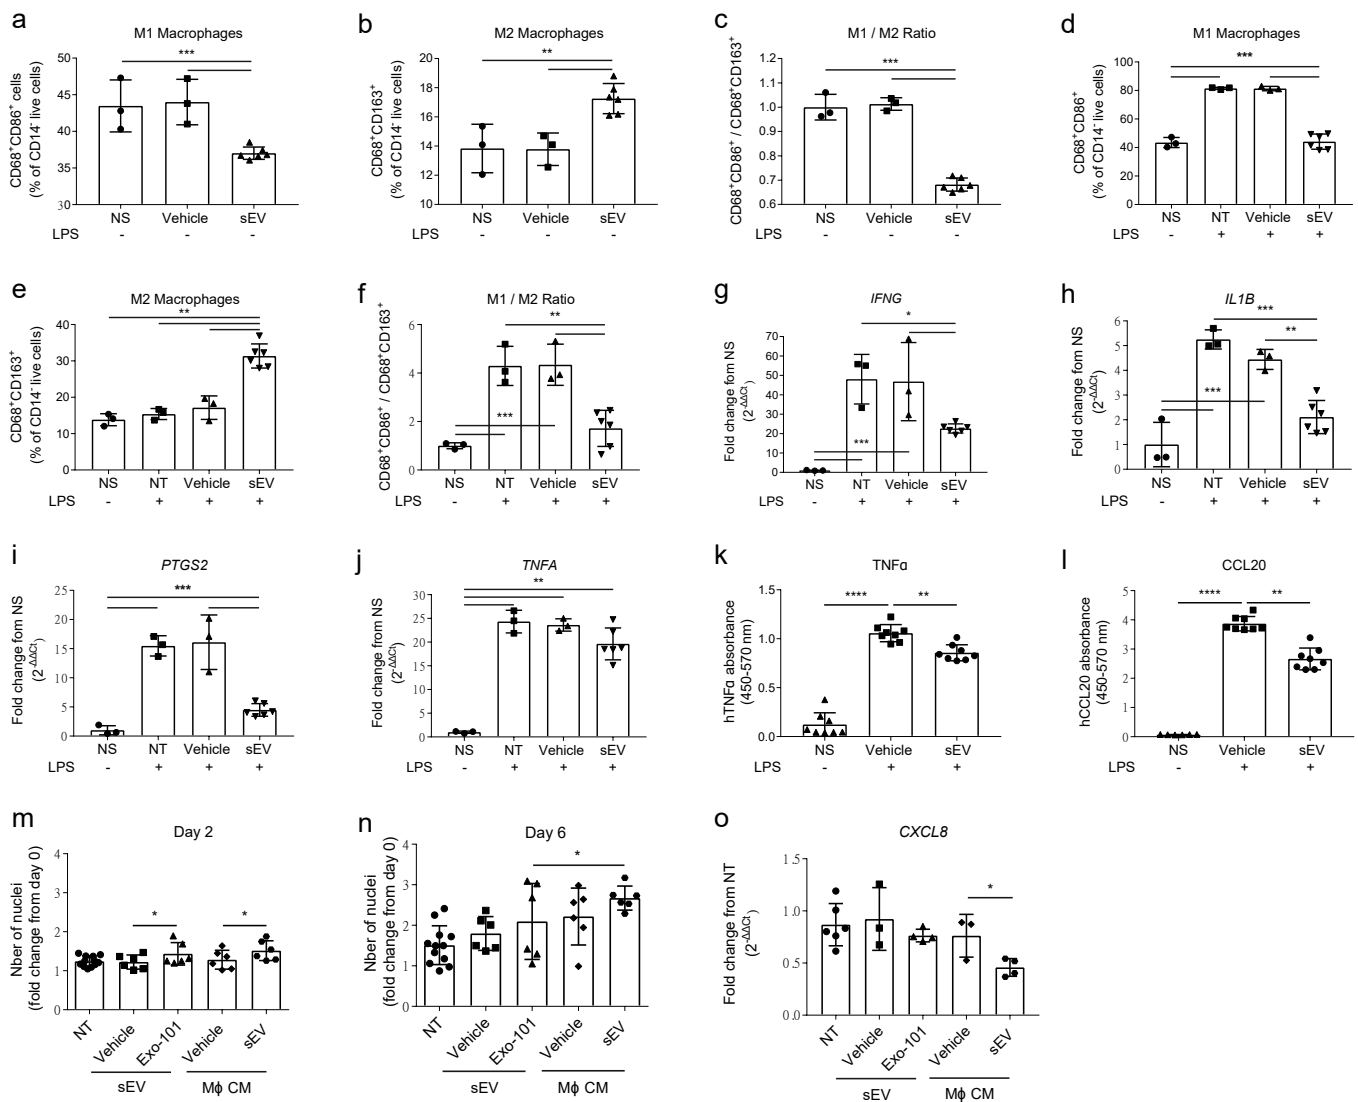 a
M1 Macrophages
CD68+CD86+ cells
(% of CD14- live cells)
50
45
40
35
30
***
NS Vehicle sEV
LPS - - -
b
M2 Macrophages
CD68+CD163+
(% of CD14- live cells)
20
18
16
14
12
10
**
NS Vehicle sEV
LPS - - -
c
M1 / M2 Ratio
CD68+CD86+ / CD68+CD163+
1.2
1.1
1.0
0.9
0.8
0.7
0.6
***
NS Vehicle sEV
LPS - - -
d
M1 Macrophages
CD68+CD86+
(% of CD14- live cells)
100
80
60
40
20
0
***
NS NT Vehicle sEV
LPS - + + +
e
M2 Macrophages
CD68+CD163+
(% of CD14- live cells)
40
30
20
10
0
**
NS NT Vehicle sEV
LPS - + + +
f
M1 / M2 Ratio
CD68+CD86+ / CD68+CD163+
6
4
2
0
**
***
NS NT Vehicle sEV
LPS - + + +
g
IFNG
Fold change fom NS
(2-ΔΔCt)
70
60
50
40
30
20
10
0
*
***
NS NT Vehicle sEV
LPS - + + +
h
IL1B
Fold change from NS
(2-ΔΔCt)
6
5
4
3
2
1
0
***
**
***
NS NT Vehicle sEV
LPS - + + +
i
PTGS2
Fold change from NS
(2-ΔΔCt)
25
20
15
10
5
0
***
NS NT Vehicle sEV
LPS - + + +
j
TNFA
Fold change from NS
(2-ΔΔCt)
30
25
20
15
10
5
0
**
NS NT Vehicle sEV
LPS - + + +
k
TNFα
hTNFα absorbance
(450-570 nm)
1.5
1.0
0.5
0.0
**** **
NS Vehicle sEV
LPS - + +
l
CCL20
hCCL20 absorbance
(450-570 nm)
5
4
3
2
1
0
**** **
NS Vehicle sEV
LPS - + +
m
Day 2
Nber of nuclei
(fold change from day 0)
4
3
2
1
0
* *
NT Vehicle Exo-101 Vehicle sEV
sEV Mϕ CM
n
Day 6
Nber of nuclei
(fold change from day 0)
4
3
2
1
0
*
NT Vehicle Exo-101 Vehicle sEV
sEV Mϕ CM
o
CXCL8
Fold change from NT
(2-ΔΔCt)
1.5
1.0
0.5
0.0
*
NT Vehicle Exo-101 Vehicle sEV
sEV Mϕ CM